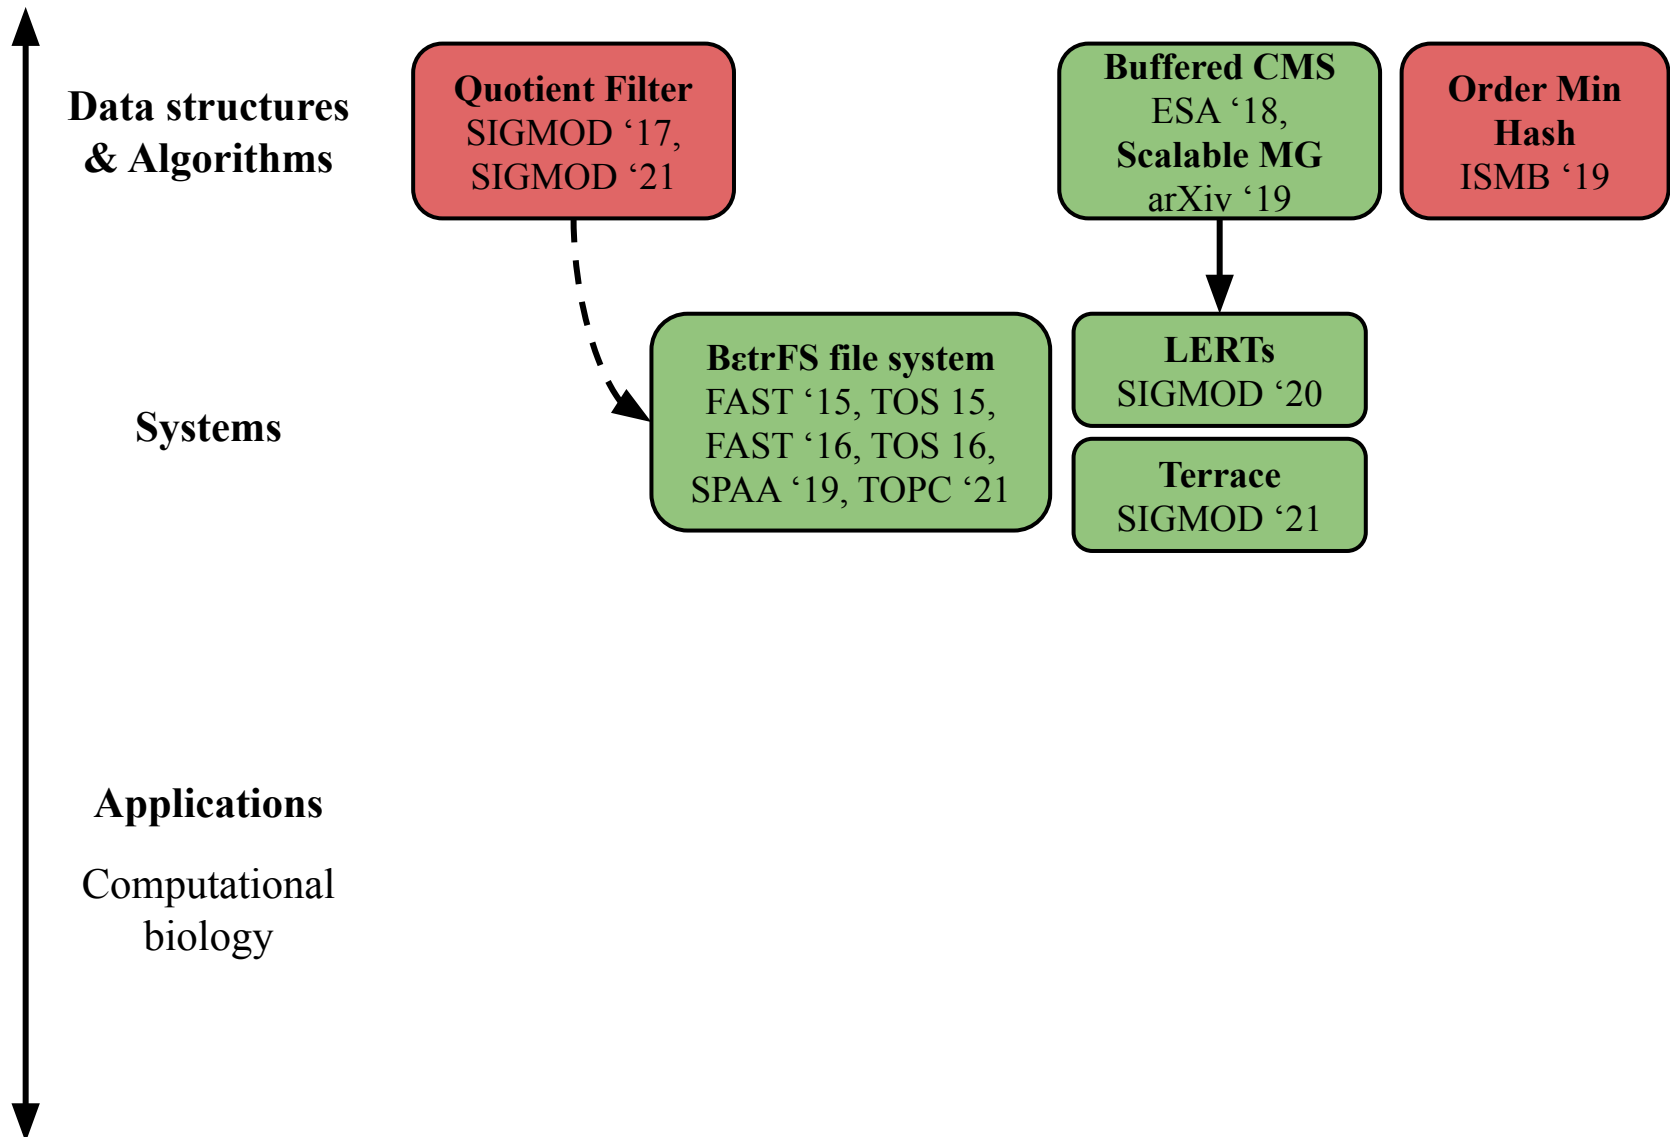 Data structures
& Algorithms
Quotient Filter
SIGMOD ‘17,
SIGMOD ‘21
Buffered CMS
ESA ‘18,
Scalable MG
arXiv ‘19
Order Min
Hash
ISMB ‘19
Systems
BεtrFS file system
FAST ‘15, TOS 15,
FAST ‘16, TOS 16,
SPAA ‘19, TOPC ‘21
LERTs
SIGMOD ‘20
Terrace
SIGMOD ‘21
Applications
Computational
biology